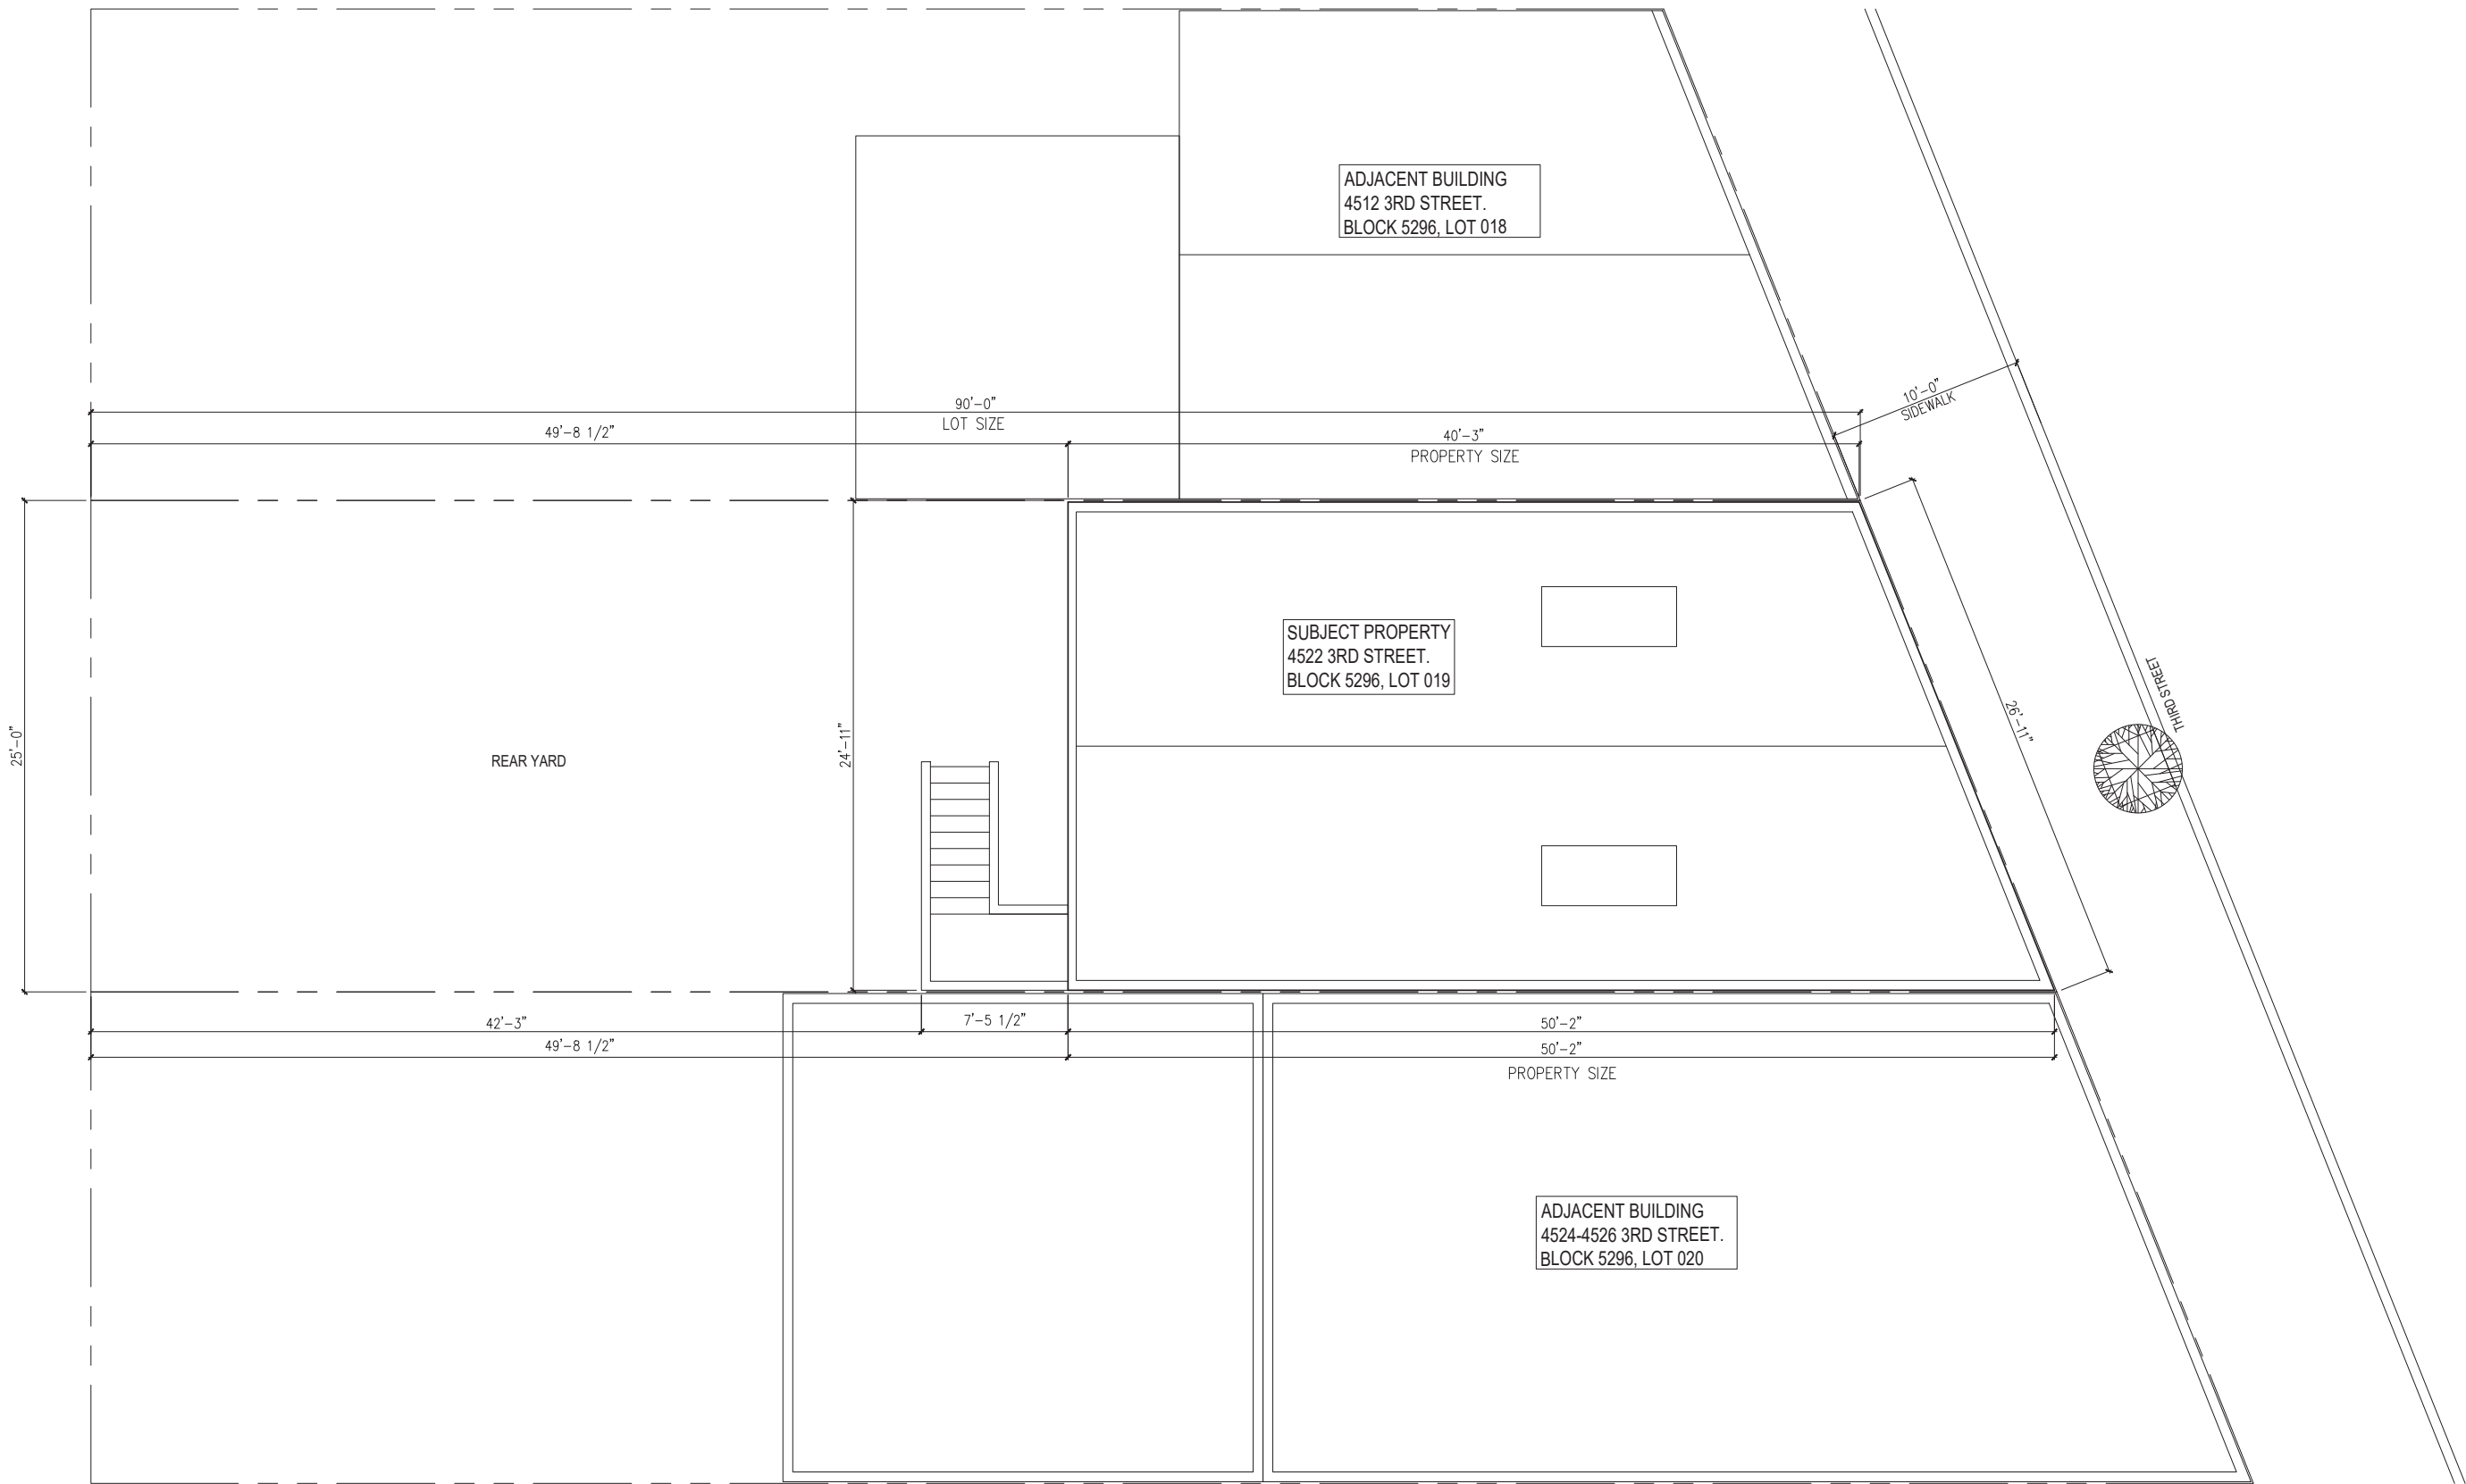 ADJACENT BUILDING
4512 3RD STREET.
BLOCK 5296, LOT 018
10'-0"
SIDEWALK
90'-0"
LOT SIZE
49'-8 1/2"
40'-3"
PROPERTY SIZE
SUBJECT PROPERTY
4522 3RD STREET.
BLOCK 5296, LOT 019
THIRD STREET
26'-11"
25'-0"
24'-11"
REAR YARD
42'-3"
7'-5 1/2"
50'-2"
49'-8 1/2"
50'-2"
PROPERTY SIZE
ADJACENT BUILDING
4524-4526 3RD STREET.
BLOCK 5296, LOT 020